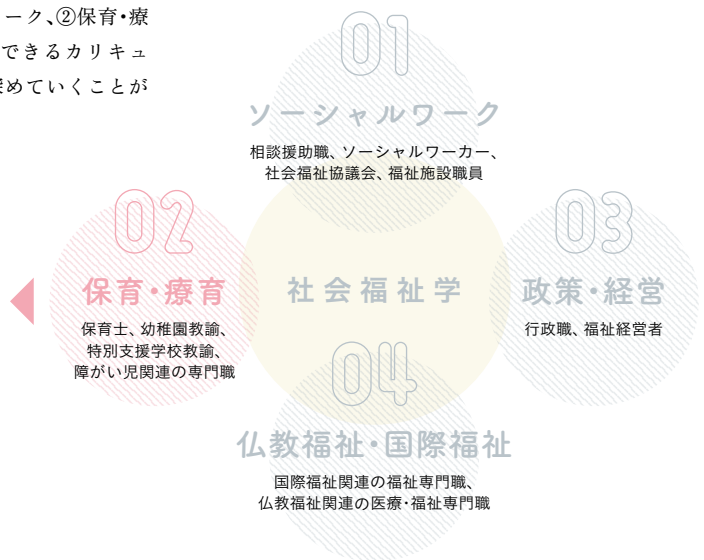 ーク、②保育・療
できるカリキュ
めていくことが
01
ソーシャルワーク
相談援助職、ソーシャルワーカー、
社会福祉協議会、福祉施設職員
02
保育・療育
保育士、幼稚園教諭、
特別支援学校教諭、
障がい児関連の専門職
社会福祉学
03
政策・経営
行政職、福祉経営者
04
仏教福祉・国際福祉
国際福祉関連の福祉専門職、
仏教福祉関連の医療・福祉専門職